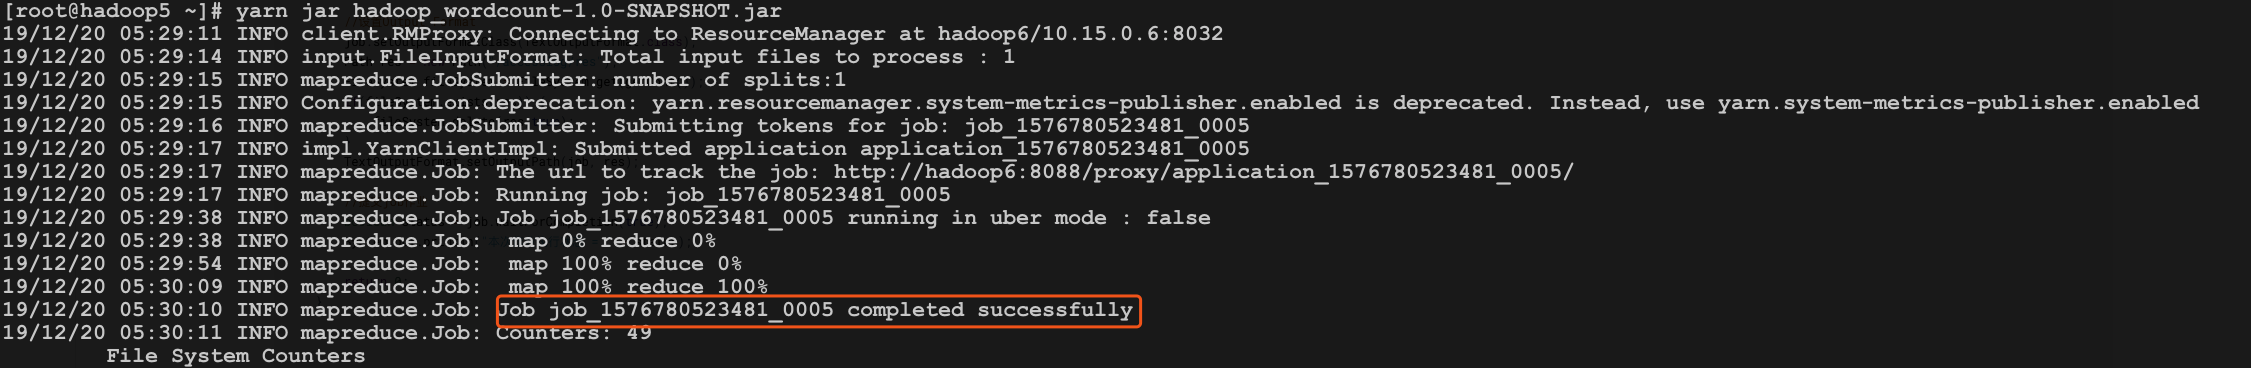 [root@hadoop5 ~]# yarn jar hadoop_wordcount-1.0-SNAPSHOT.jar
19/12/20 05:29:11 INFO client.RMProxy: Connecting to ResourceManager at hadoop6/10.15.0.6:8032
19/12/20 05:29:14 INFO input.FileInputFormat: Total input files to process : 1
19/12/20 05:29:15 INFO mapreduce.JobSubmitter: number of splits:1
19/12/20 05:29:15 INFO Configuration deprecation: yarn.resourcemanager.system-metrics-publisher.enabled is deprecated. Instead, use yarn.system-metrics-publisher.enabled
19/12/20 05:29:16 INFO mapreduce.JobSubmitter: Submitting tokens for job: job_1576780523481_0005
19/12/20 05:29:17 INFO impl.YarnClientImpl: Submitted application application_1576780523481_0005
19/12/20 05:29:17 INFO mapreduce.Job: The url to track the job: http://hadoop6:8088/proxy/application_1576780523481_0005/
19/12/20 05:29:17 INFO mapreduce.Job: Running job: job_1576780523481_0005
19/12/20 05:29:38 INFO mapreduce.Job: Job job_1576780523481_0005 running in uber mode : false
19/12/20 05:29:38 INFO mapreduce.Job:  map 0% reduce 0%
19/12/20 05:29:54 INFO mapreduce.Job:  map 100% reduce 0%
19/12/20 05:30:09 INFO mapreduce.Job:  map 100% reduce 100%
19/12/20 05:30:10 INFO mapreduce.Job: Job job_1576780523481_0005 completed successfully
19/12/20 05:30:11 INFO mapreduce.Job: Counters: 49
File System Counters